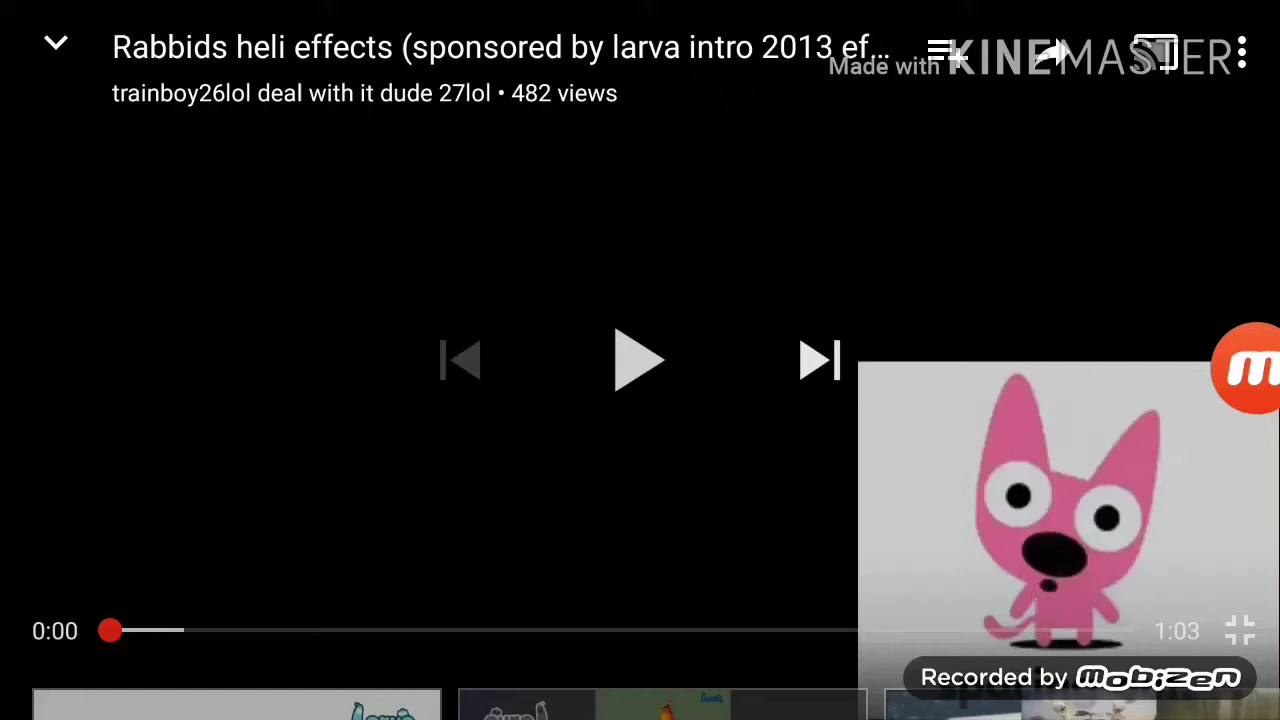 Rabbids heli effects (sponsored by larva intro 2013 ef...
Made with KINEMASTER
trainboy26lol deal with it dude 27lol • 482 views
0:00
1:03
Recorded by mobizen
Larva